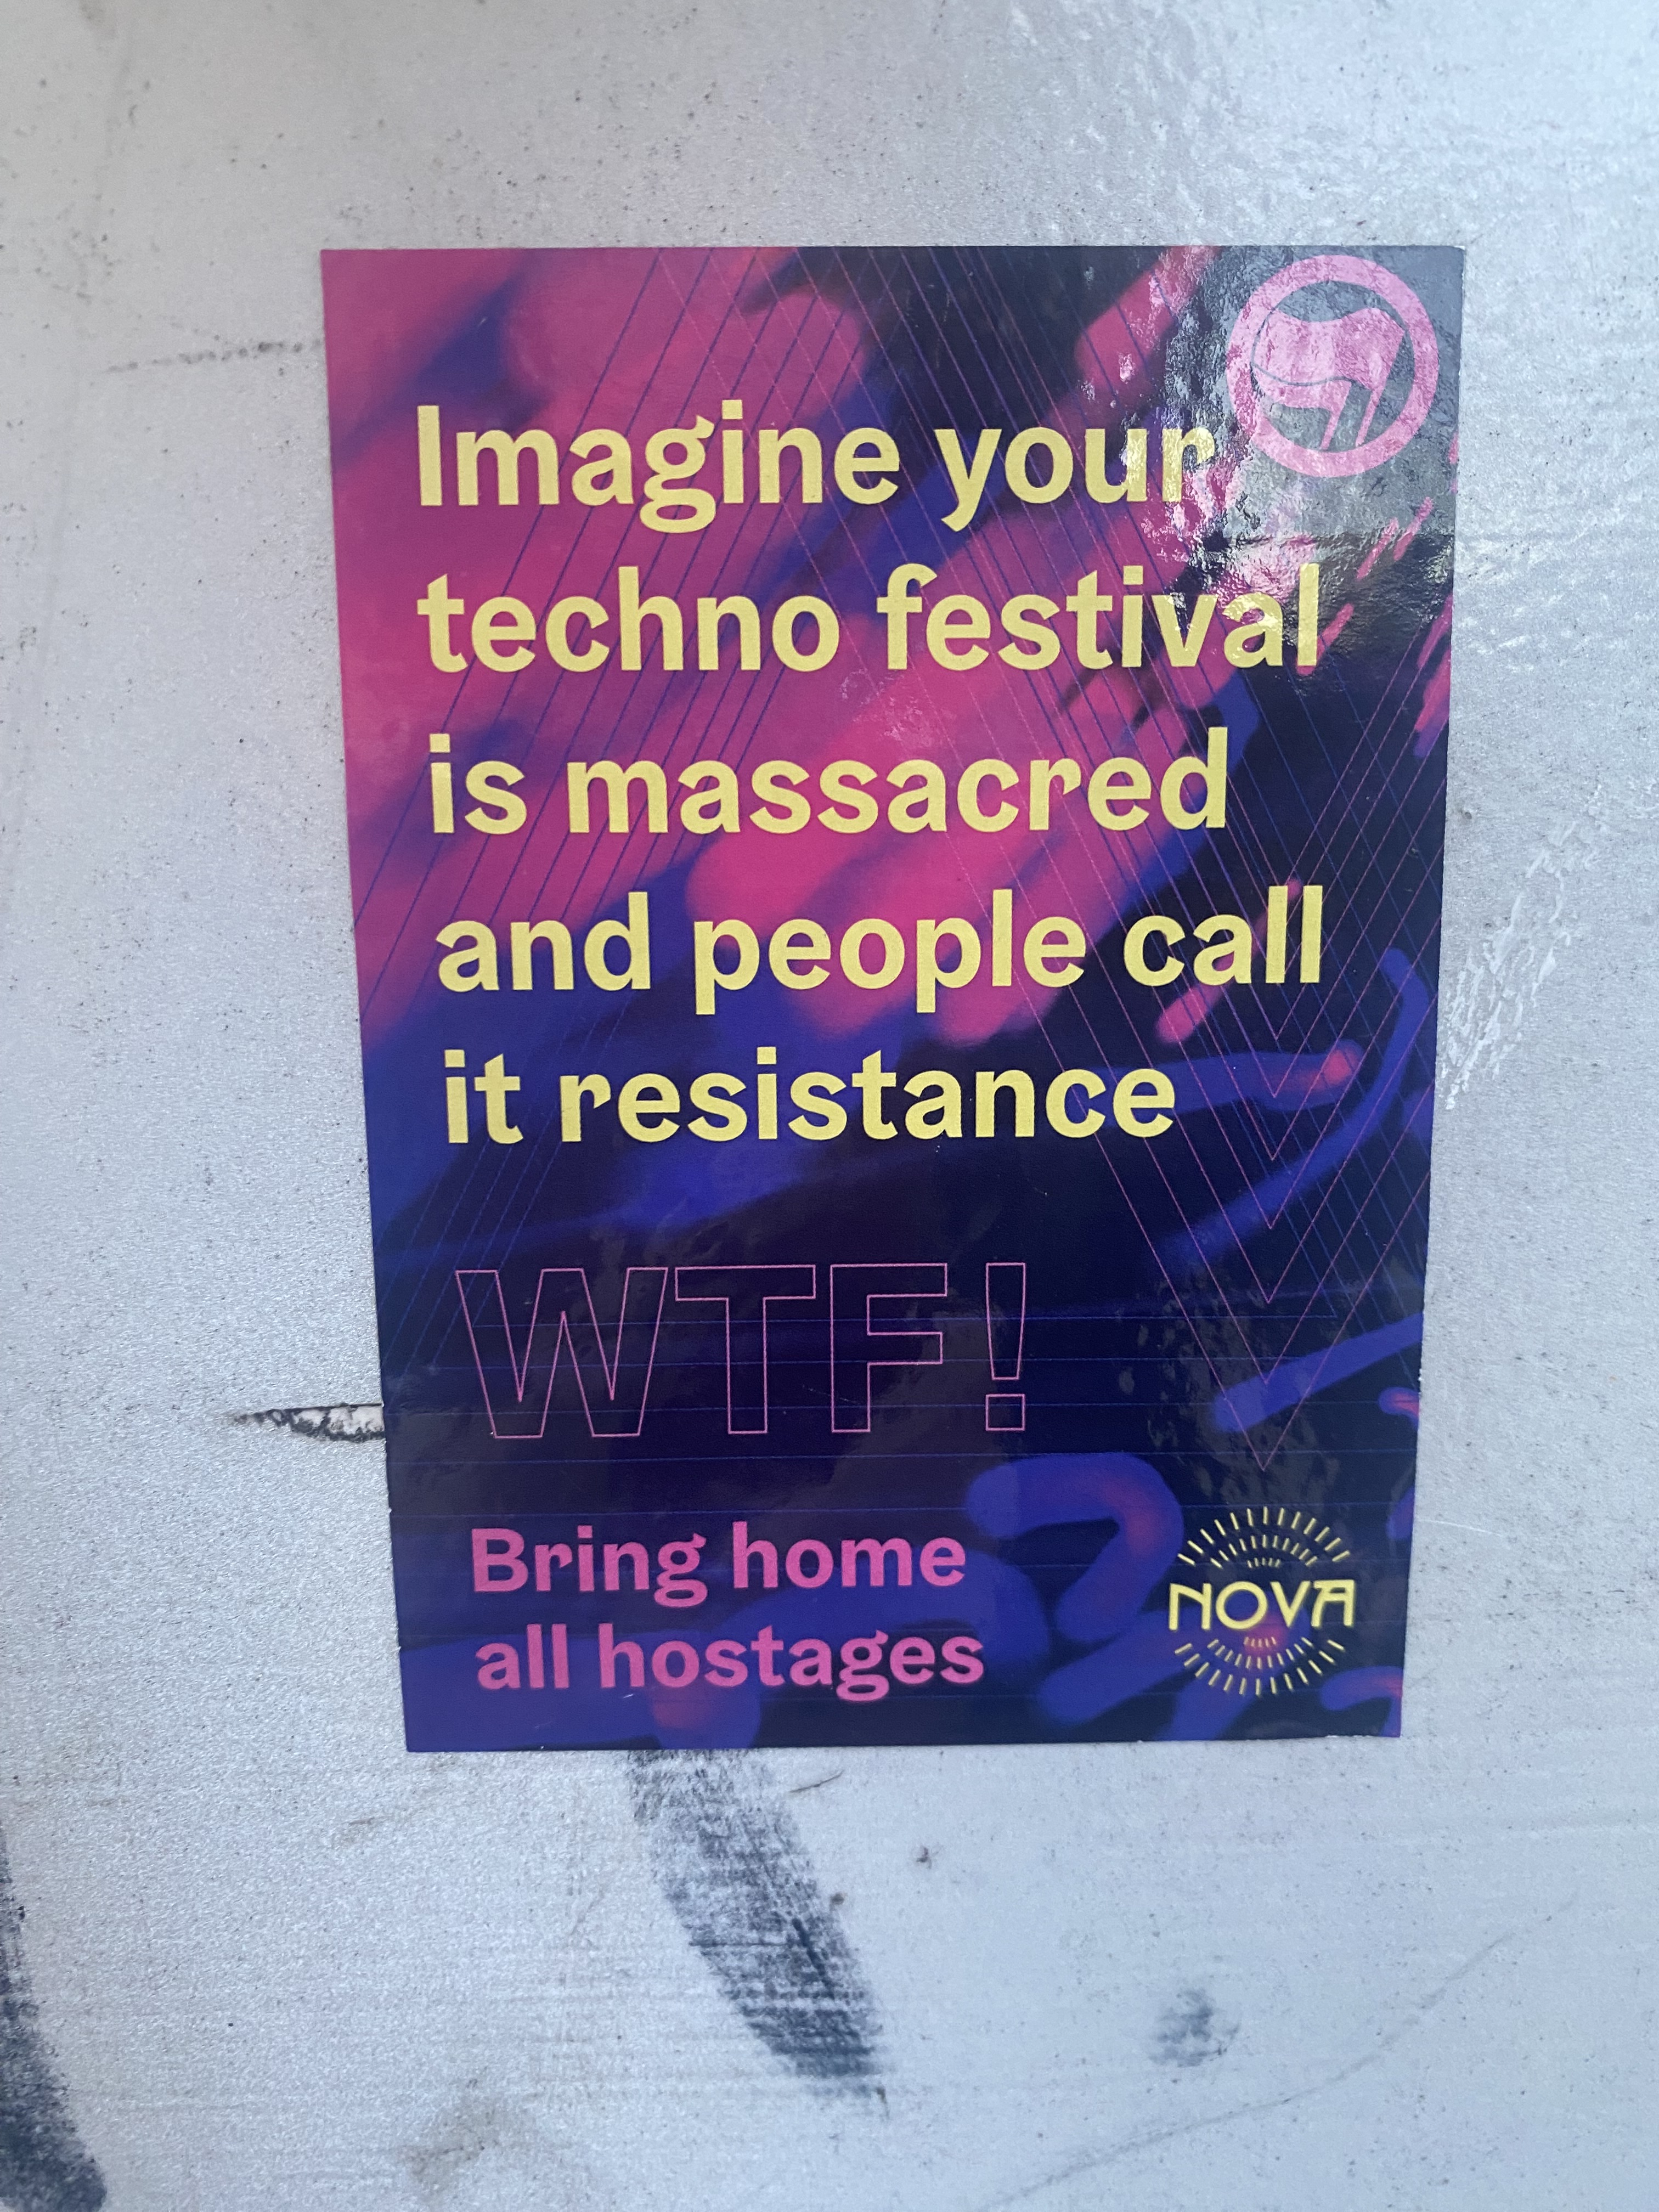 Imagine your
techno festival
is massacred
and people call
it resistance
WTF!
Bring home
all hostages
NOVA